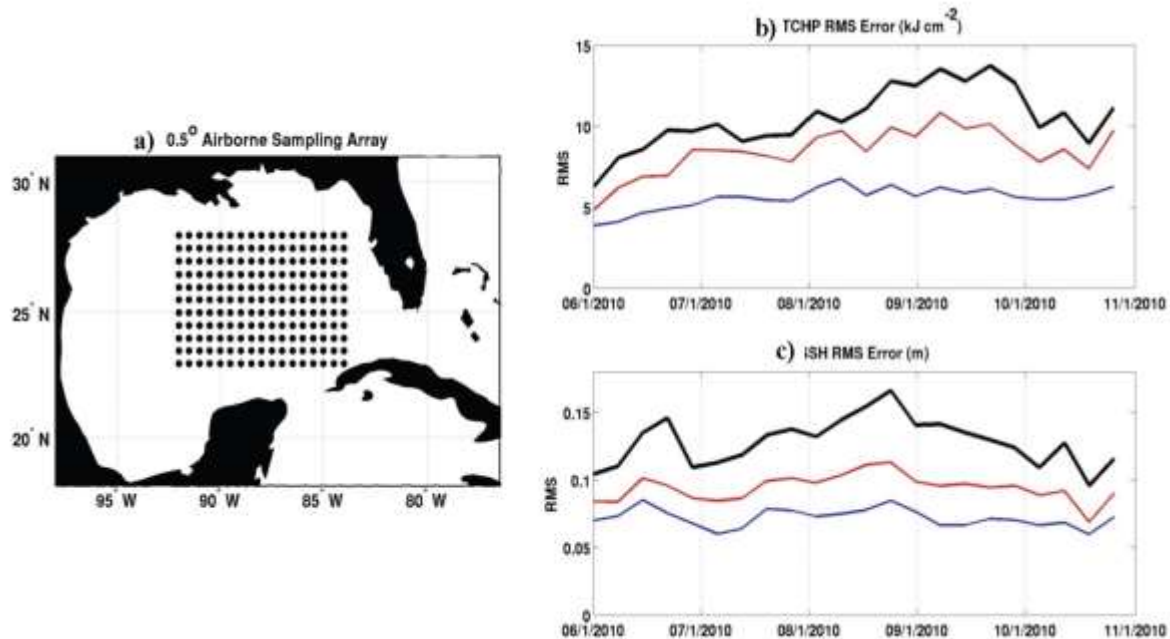 a) 0.5° Airborne Sampling Array
30° N
25° N
20° N
95° W
90° W
85° W
80° W
b) TCHP RMS Error (kJ cm-2)
15
10
5
0
RMS
06/1/2010
07/1/2010
08/1/2010
09/1/2010
10/1/2010
11/1/2010
c) SSH RMS Error (m)
0.15
0.1
0.05
0
RMS
06/1/2010
07/1/2010
08/1/2010
09/1/2010
10/1/2010
11/1/2010